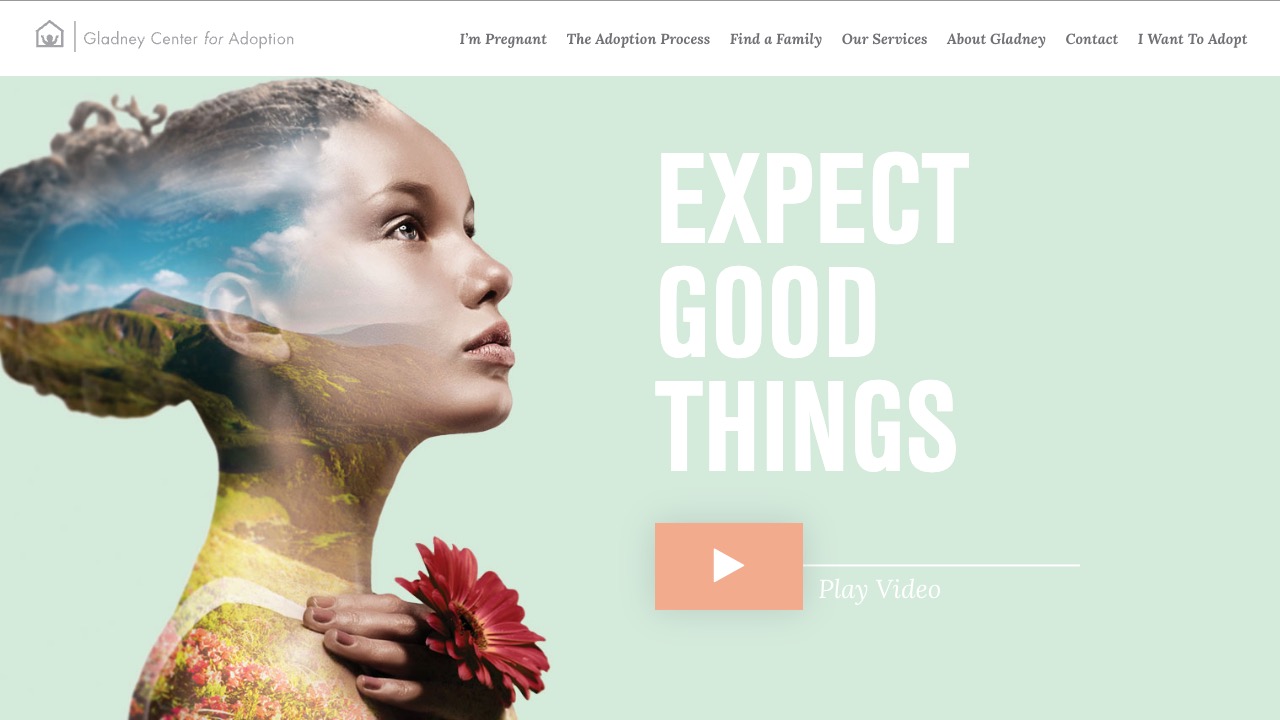 Gladney Center for Adoption
I'm Pregnant The Adoption Process Find a Family Our Services About Gladney Contact I Want To Adopt
EXPECT
GOOD
THINGS
Play Video